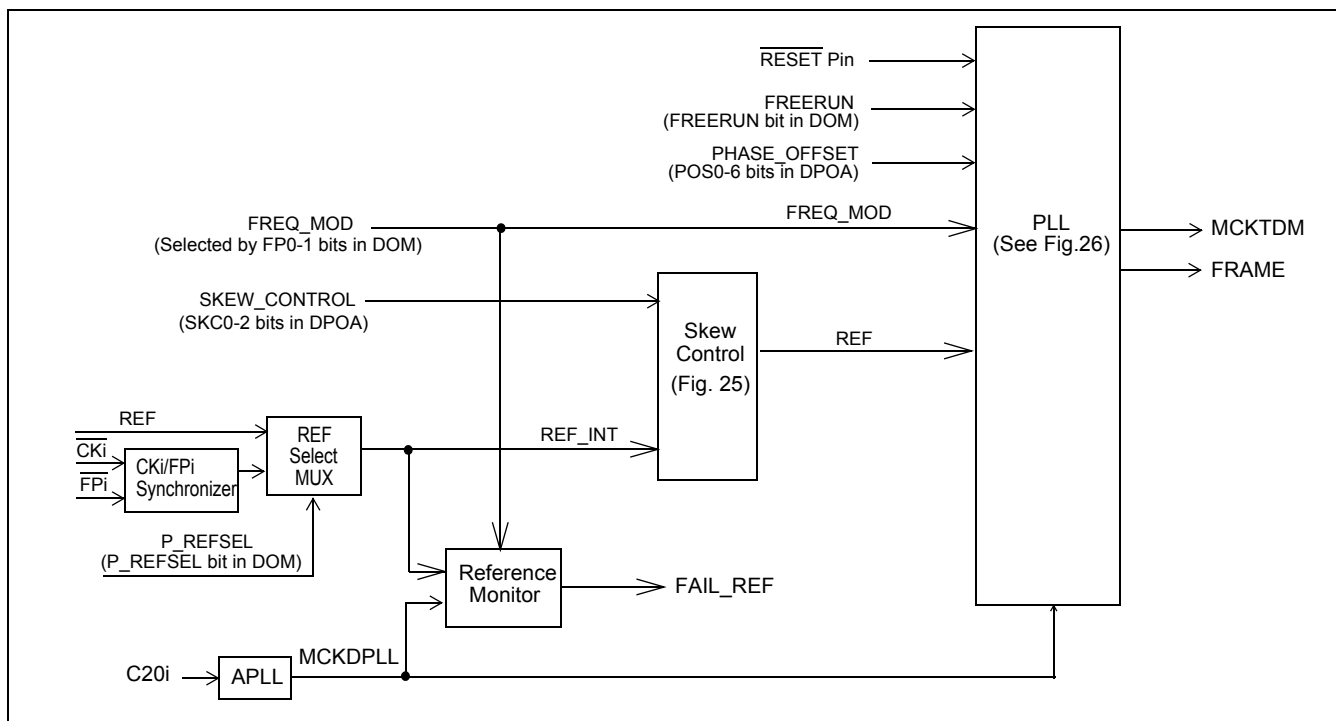 RESET Pin
FREERUN
(FREERUN bit in DOM)
PHASE_OFFSET
(POS0-6 bits in DPOA)
FREQ_MOD
(Selected by FP0-1 bits in DOM)
FREQ_MOD
PLL
(See Fig.26)
MCKTDM
FRAME
SKEW_CONTROL
(SKC0-2 bits in DPOA)
Skew
Control
(Fig. 25)
REF
REF
CKi
FPi
CKi/FPi
Synchronizer
REF
Select
MUX
REF_INT
P_REFSEL
(P_REFSEL bit in DOM)
Reference
Monitor
FAIL_REF
C20i
APLL
MCKDPLL